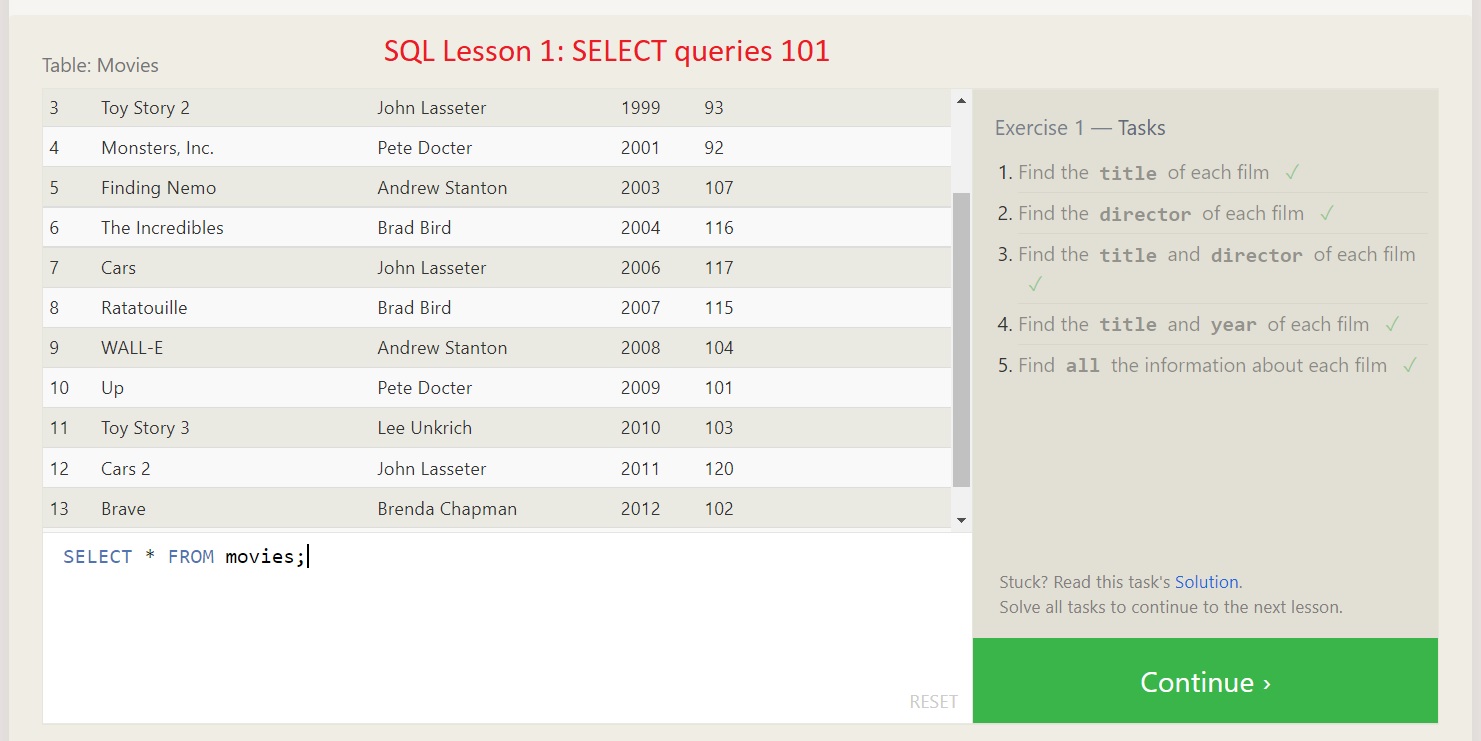 SQL Lesson 1: SELECT queries 101
Table: Movies
3 Toy Story 2 John Lasseter 1999 93
4 Monsters, Inc. Pete Docter 2001 92
5 Finding Nemo Andrew Stanton 2003 107
6 The Incredibles Brad Bird 2004 116
7 Cars John Lasseter 2006 117
8 Ratatouille Brad Bird 2007 115
9 WALL-E Andrew Stanton 2008 104
10 Up Pete Docter 2009 101
11 Toy Story 3 Lee Unkrich 2010 103
12 Cars 2 John Lasseter 2011 120
13 Brave Brenda Chapman 2012 102
SELECT * FROM movies;
RESET
Exercise 1 — Tasks
1. Find the title of each film ✓
2. Find the director of each film ✓
3. Find the title and director of each film
✓
4. Find the title and year of each film ✓
5. Find all the information about each film ✓
Stuck? Read this task's Solution.
Solve all tasks to continue to the next lesson.
Continue ›